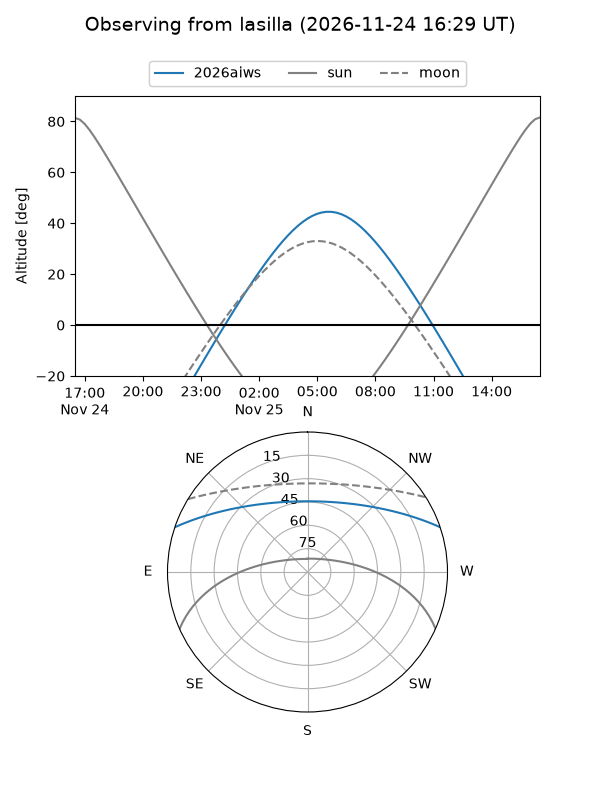 Observing from lasilla (2026-11-24 16:29 UT)
2026aiws sun moon
Altitude [deg]
80
60
40
20
0
−20
17:00 20:00 23:00 02:00 05:00 08:00 11:00 14:00
Nov 24 Nov 25
N
NE NW
15
30
45
60
75
E W
SE SW
S